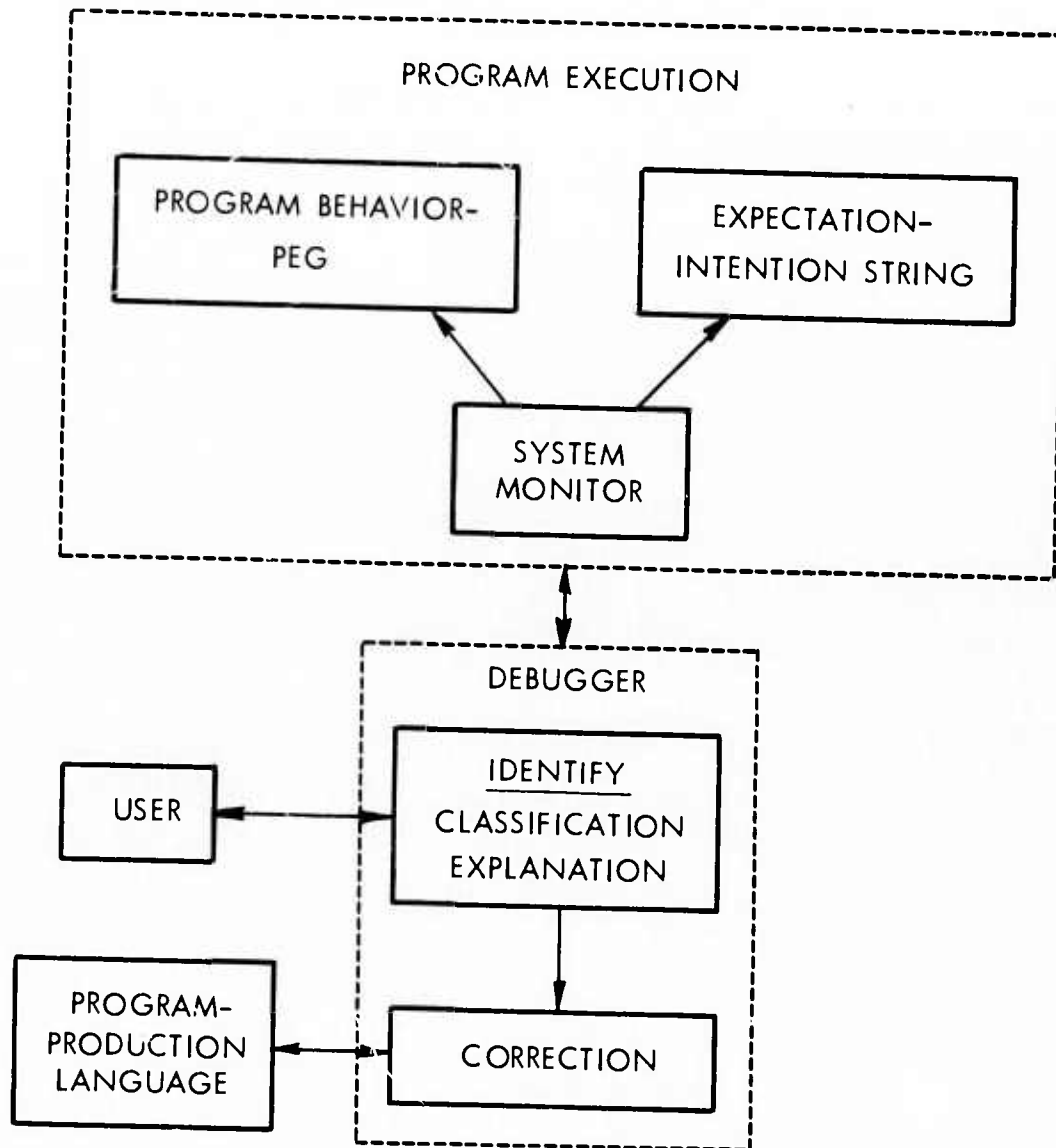 PROGRAM EXECUTION
PROGRAM BEHAVIOR-
PEG
EXPECTATION-
INTENTION STRING
SYSTEM
MONITOR
DEBUGGER
IDENTIFY
CLASSIFICATION
EXPLANATION
USER
PROGRAM-
PRODUCTION
LANGUAGE
CORRECTION